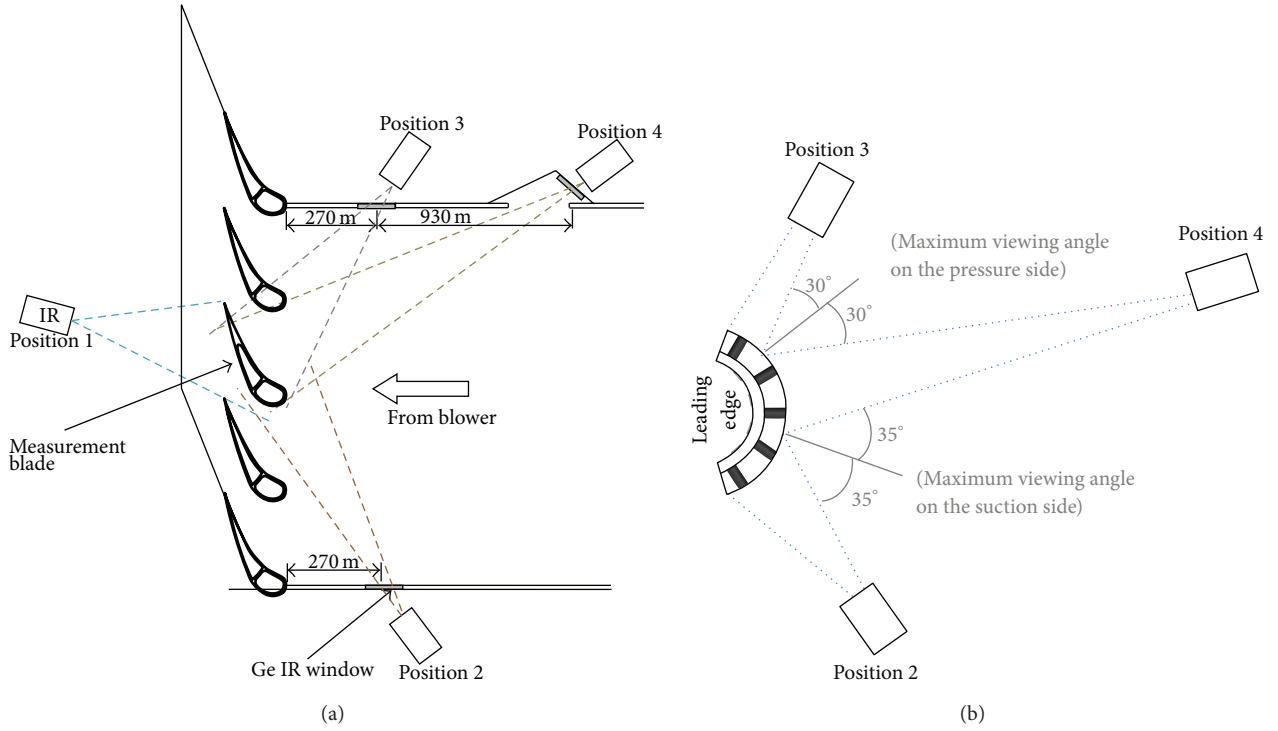 Position 3
Position 4
270 m
930 m
IR
Position 1
From blower
Measurement
blade
270 m
Ge IR window
Position 2
(a)
Position 3
(Maximum viewing angle
on the pressure side)
Position 4
30°
30°
Leading
edge
35°
35°
(Maximum viewing angle
on the suction side)
Position 2
(b)